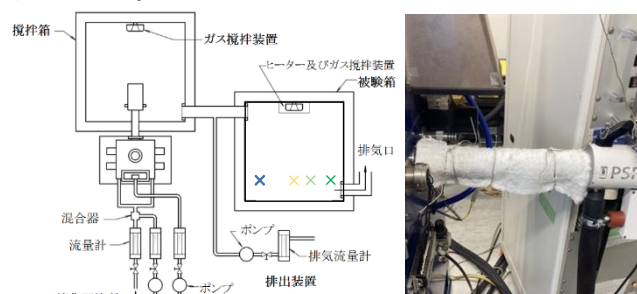 撹拌箱
ガス撹拌装置
ヒーター及びガス撹拌装置
被験箱
排気口
混合器
流量計
ポンプ
排気流量計
ポンプ
排出装置
PSP